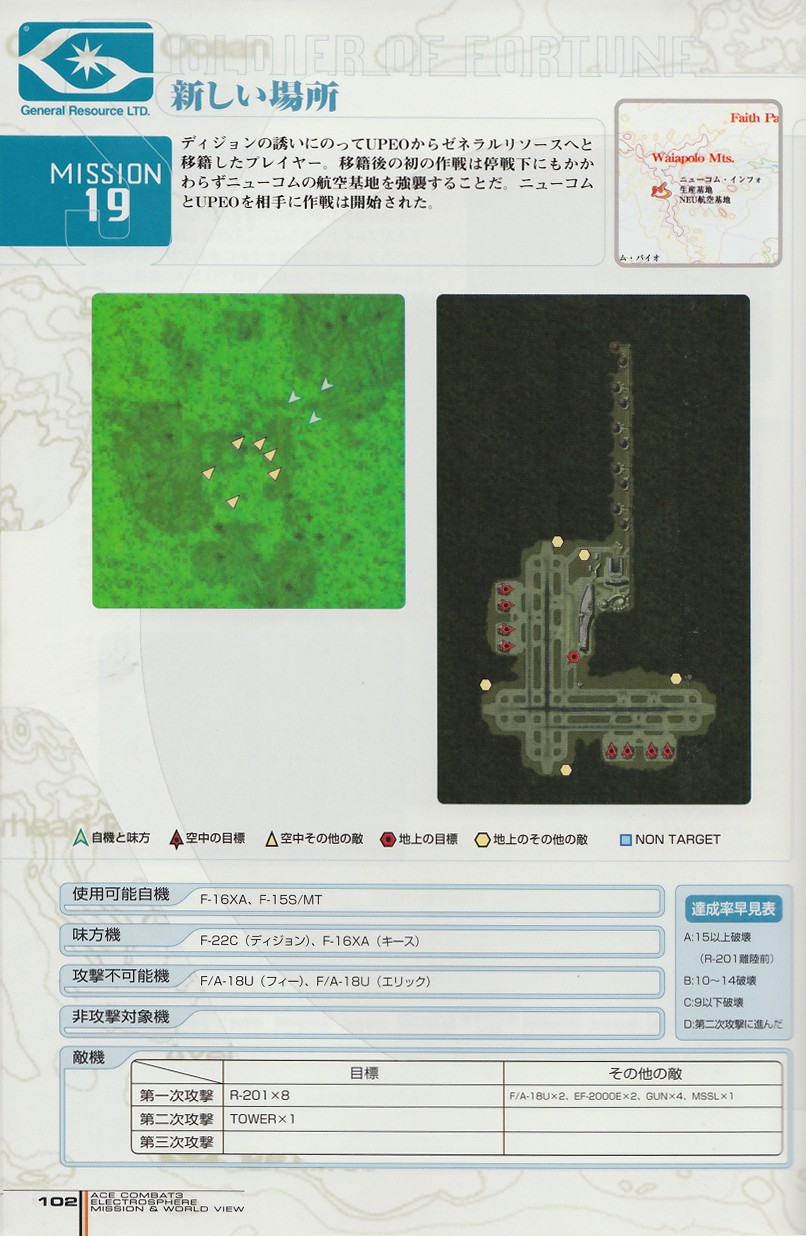 SOLDIER OF FORTUNE
General Resource LTD.
新しい場所
MISSION
19
ディジョンの誘いにのってUPEOからゼネラルリソースへと
移籍したプレイヤー。移籍後の初の作戦は停戦下にもかか
わらずニューコムの航空基地を強襲することだ。ニューコム
とUPEOを相手に作戦は開始された。
Faith Pa
Waiapolo Mts.
ニューコム・インフォ
生産基地
NEU航空基地
ム・バイオ
自機と味方 空中の目標 空中その他の敵 地上の目標 地上のその他の敵 NON TARGET
使用可能自機 F-16XA、F-15S/MT
味方機 F-22C（ディジョン）、F-16XA（キース）
攻撃不可能機 F/A-18U（フィー）、F/A-18U（エリック）
非攻撃対象機
達成率早見表
A:15以上破壊
（R-201離陸前）
B:10〜14破壊
C:9以下破壊
D:第二次攻撃に進んだ
敵機
目標 その他の敵
第一次攻撃 R-201×8 F/A-18U×2、EF-2000E×2、GUN×4、MSSL×1
第二次攻撃 TOWER×1
第三次攻撃
102
ACE COMBAT3
ELECTROSPHERE
MISSION & WORLD VIEW